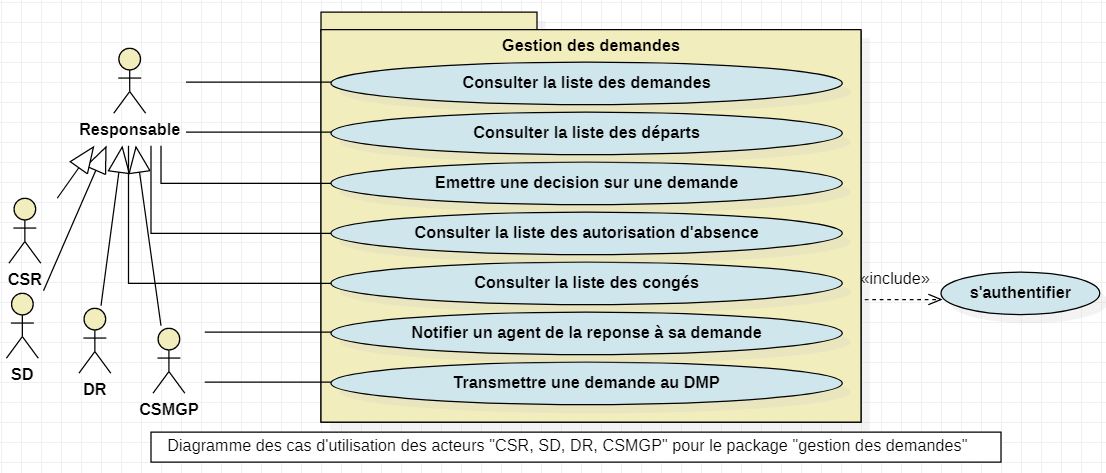 Gestion des demandes
Consulter la liste des demandes
Responsable
Consulter la liste des départs
Emettre une decision sur une demande
Consulter la liste des autorisation d'absence
CSR
Consulter la liste des congés
«include»
s'authentifier
Notifier un agent de la reponse à sa demande
SD
DR
Transmettre une demande au DMP
CSMGP
Diagramme des cas d'utilisation des acteurs "CSR, SD, DR, CSMGP" pour le package "gestion des demandes"